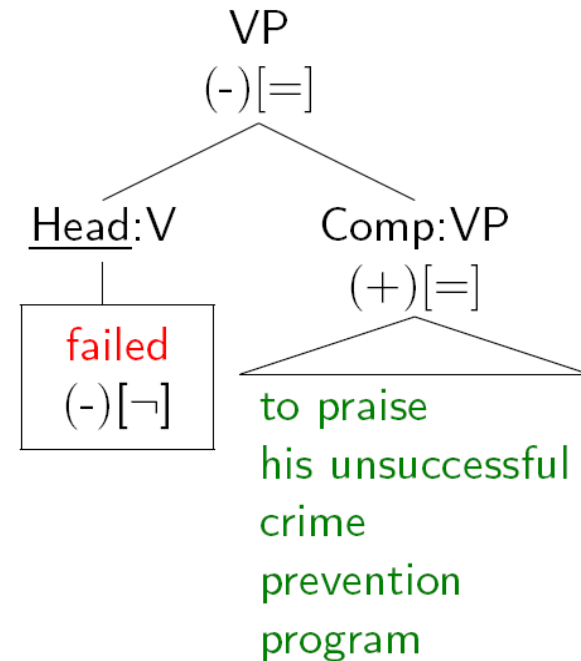 VP
(-)[=]
Head:V
Comp:VP
(+)[=]
failed
(-)[¬]
to praise
his unsuccessful
crime
prevention
program